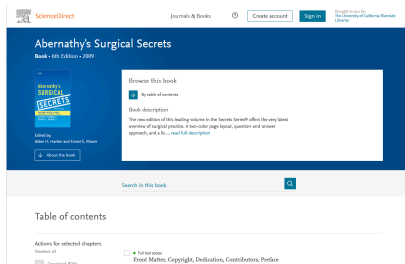 ScienceDirect
Journals & Books
Create account
Sign in
Brought to you by:
The University of California Riverside
Libraries
Abernathy's Surgical Secrets
Book • 6th Edition • 2009
Abernathy's
SURGICAL
SECRETS
Edited by:
Alden H. Harken and Ernest E. Moore
About the book
Browse this book
By table of contents
Book description
The new edition of this leading volume in the Secrets Series® offers the very latest
overview of surgical practice. A two-color page layout, question-and-answer
approach, and a lis ... read full description
Search in this book
Table of contents
Actions for selected chapters
Deselect all
Download PDFs
Full text access
Front Matter, Copyright, Dedication, Contributors, Preface